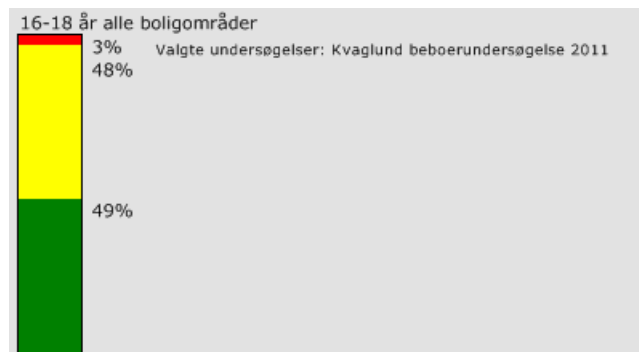 16-18 år alle boligområder
3%
Valgte undersøgelser: Kvaglund beboerundersøgelse 2011
48%
49%